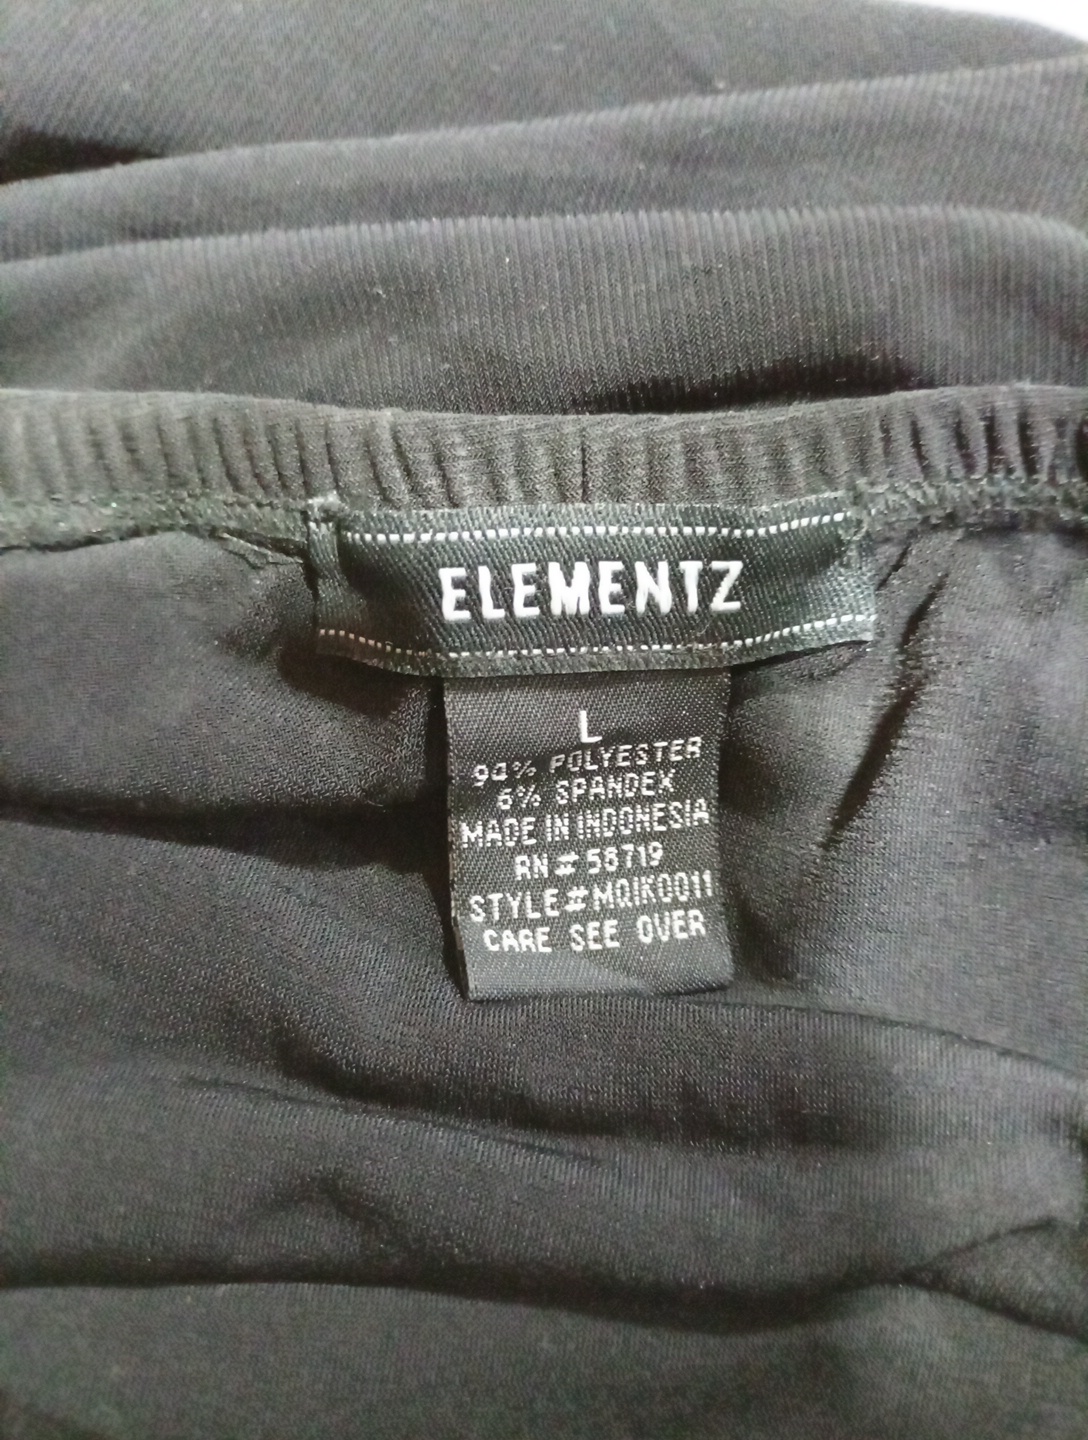 ELEMENTZ
L
94% POLYESTER
6% SPANDEX
MADE IN INDONESIA
RN# 58719
STYLE#MQIK0011
CARE SEE OVER